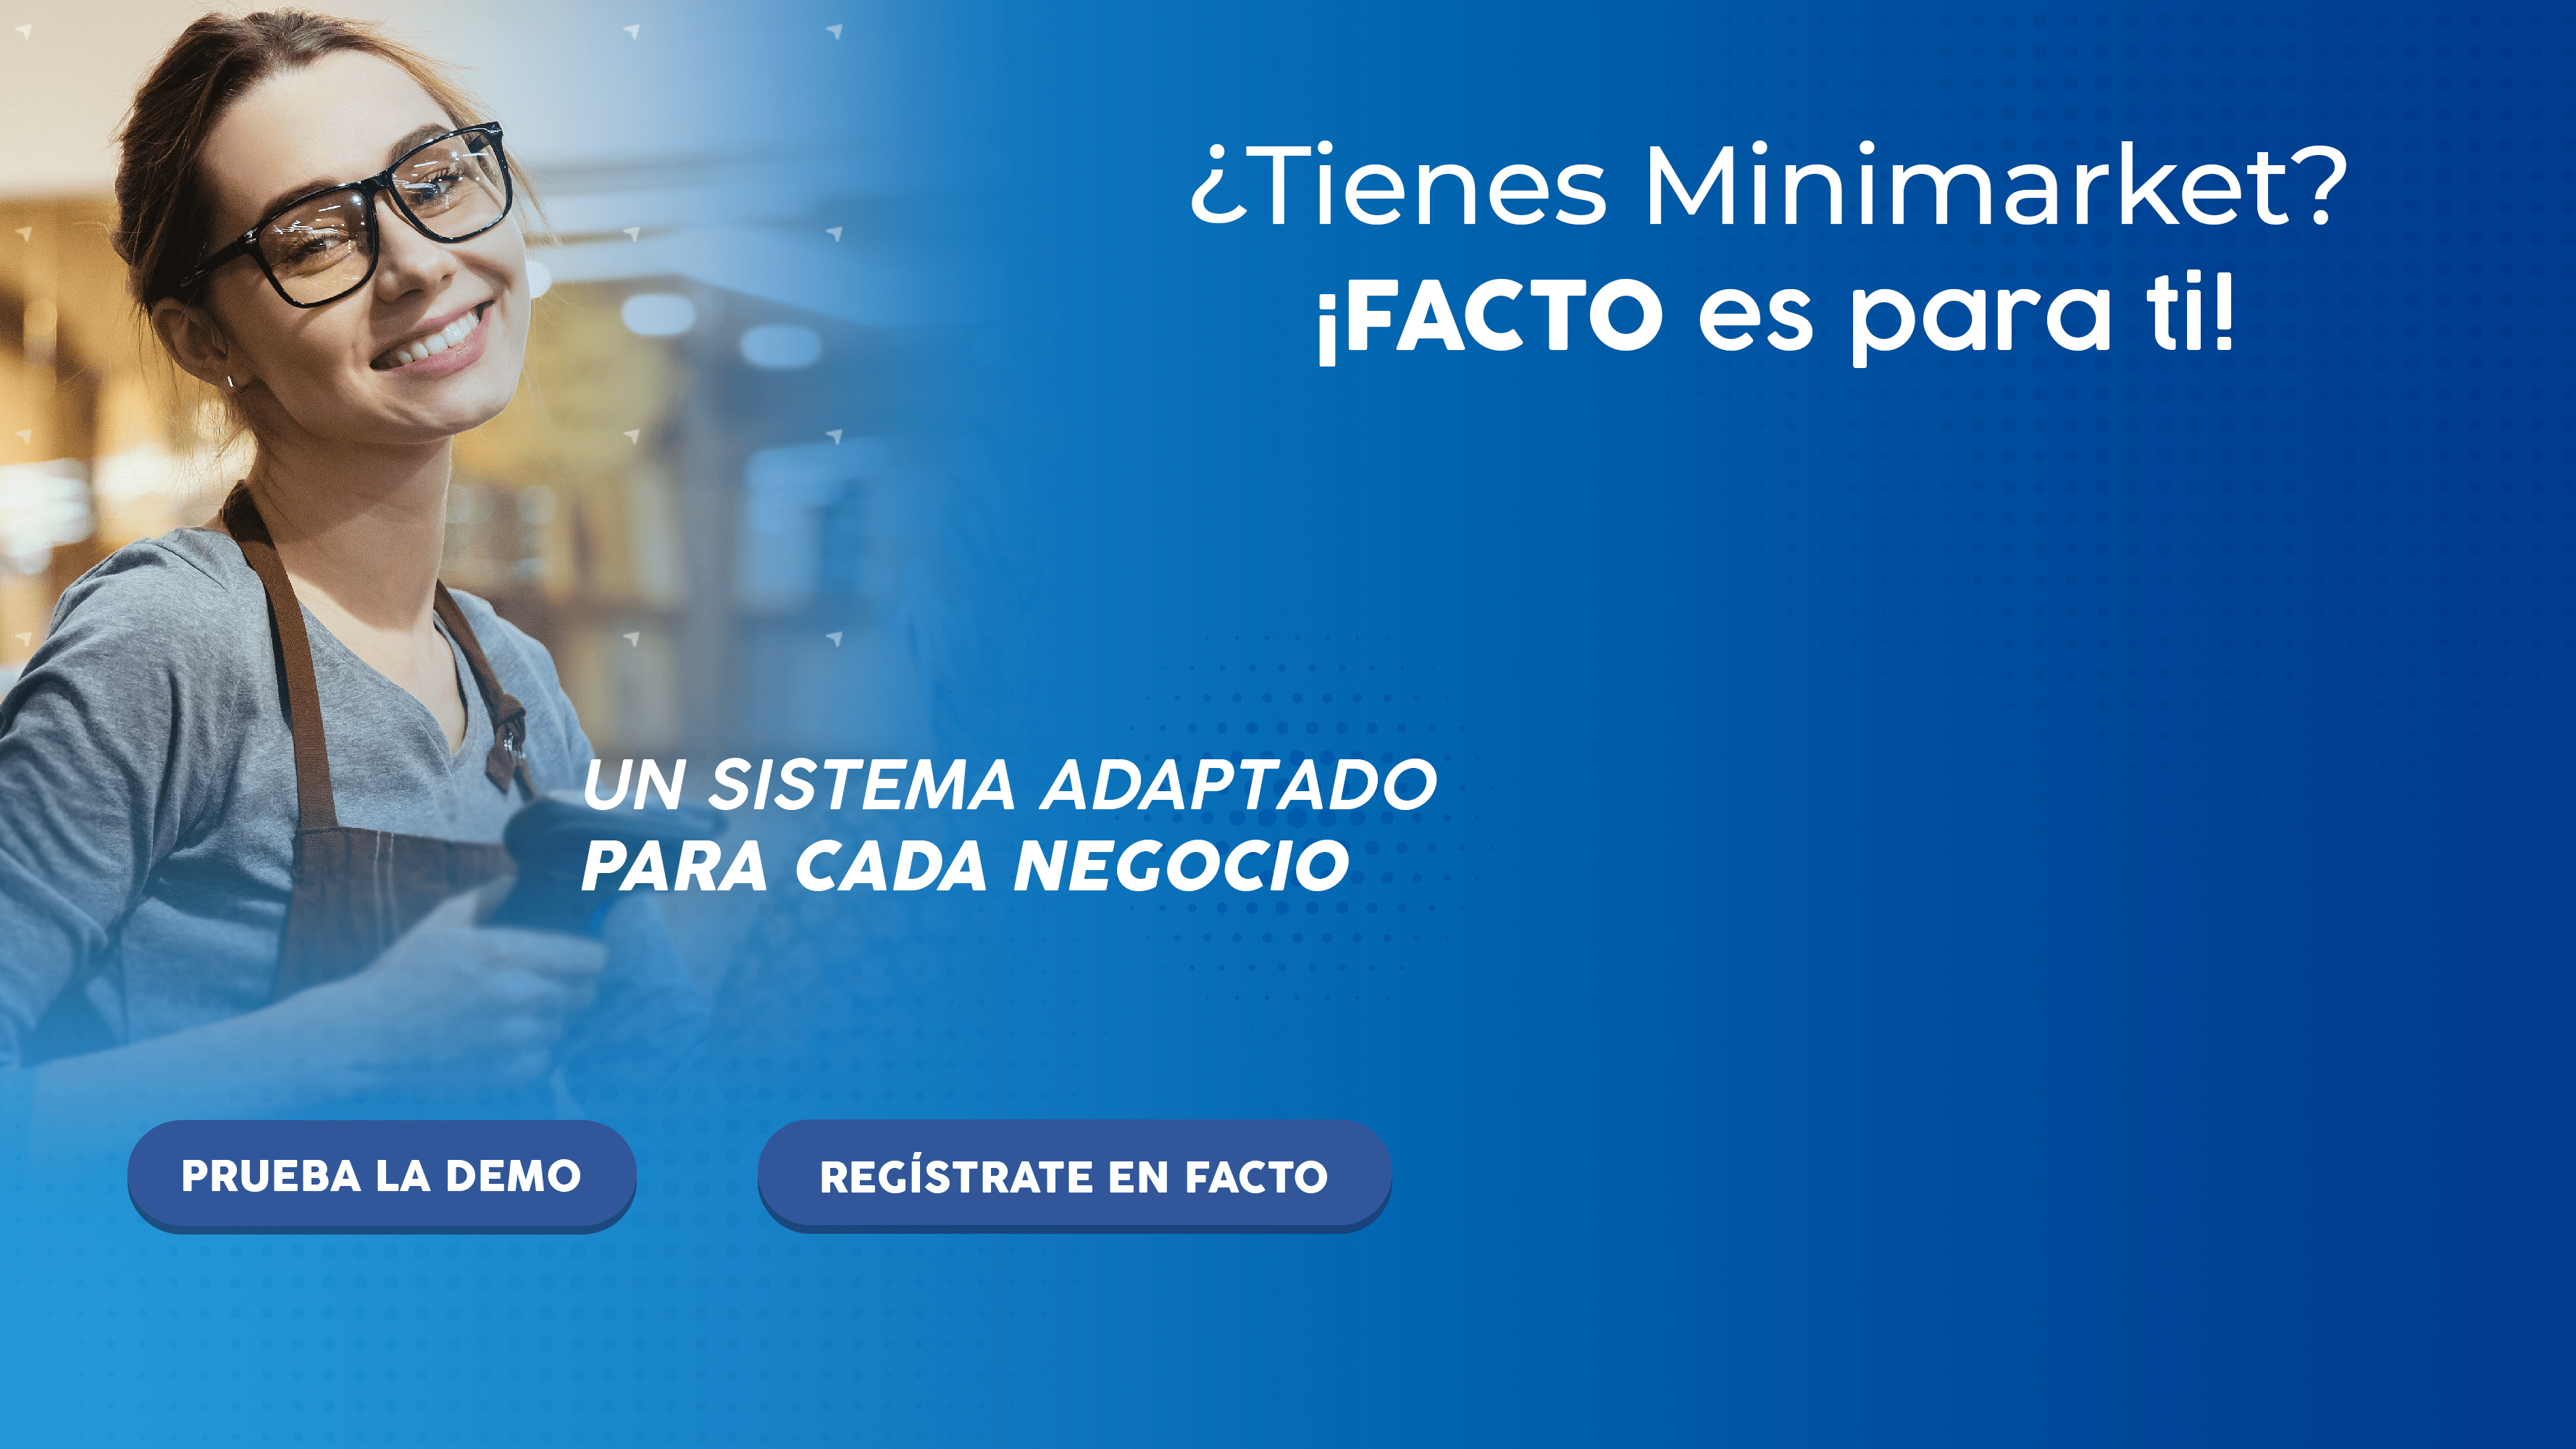 ¿Tienes Minimarket?
¡FACTO es para ti!
UN SISTEMA ADAPTADO
PARA CADA NEGOCIO
PRUEBA LA DEMO
REGÍSTRATE EN FACTO